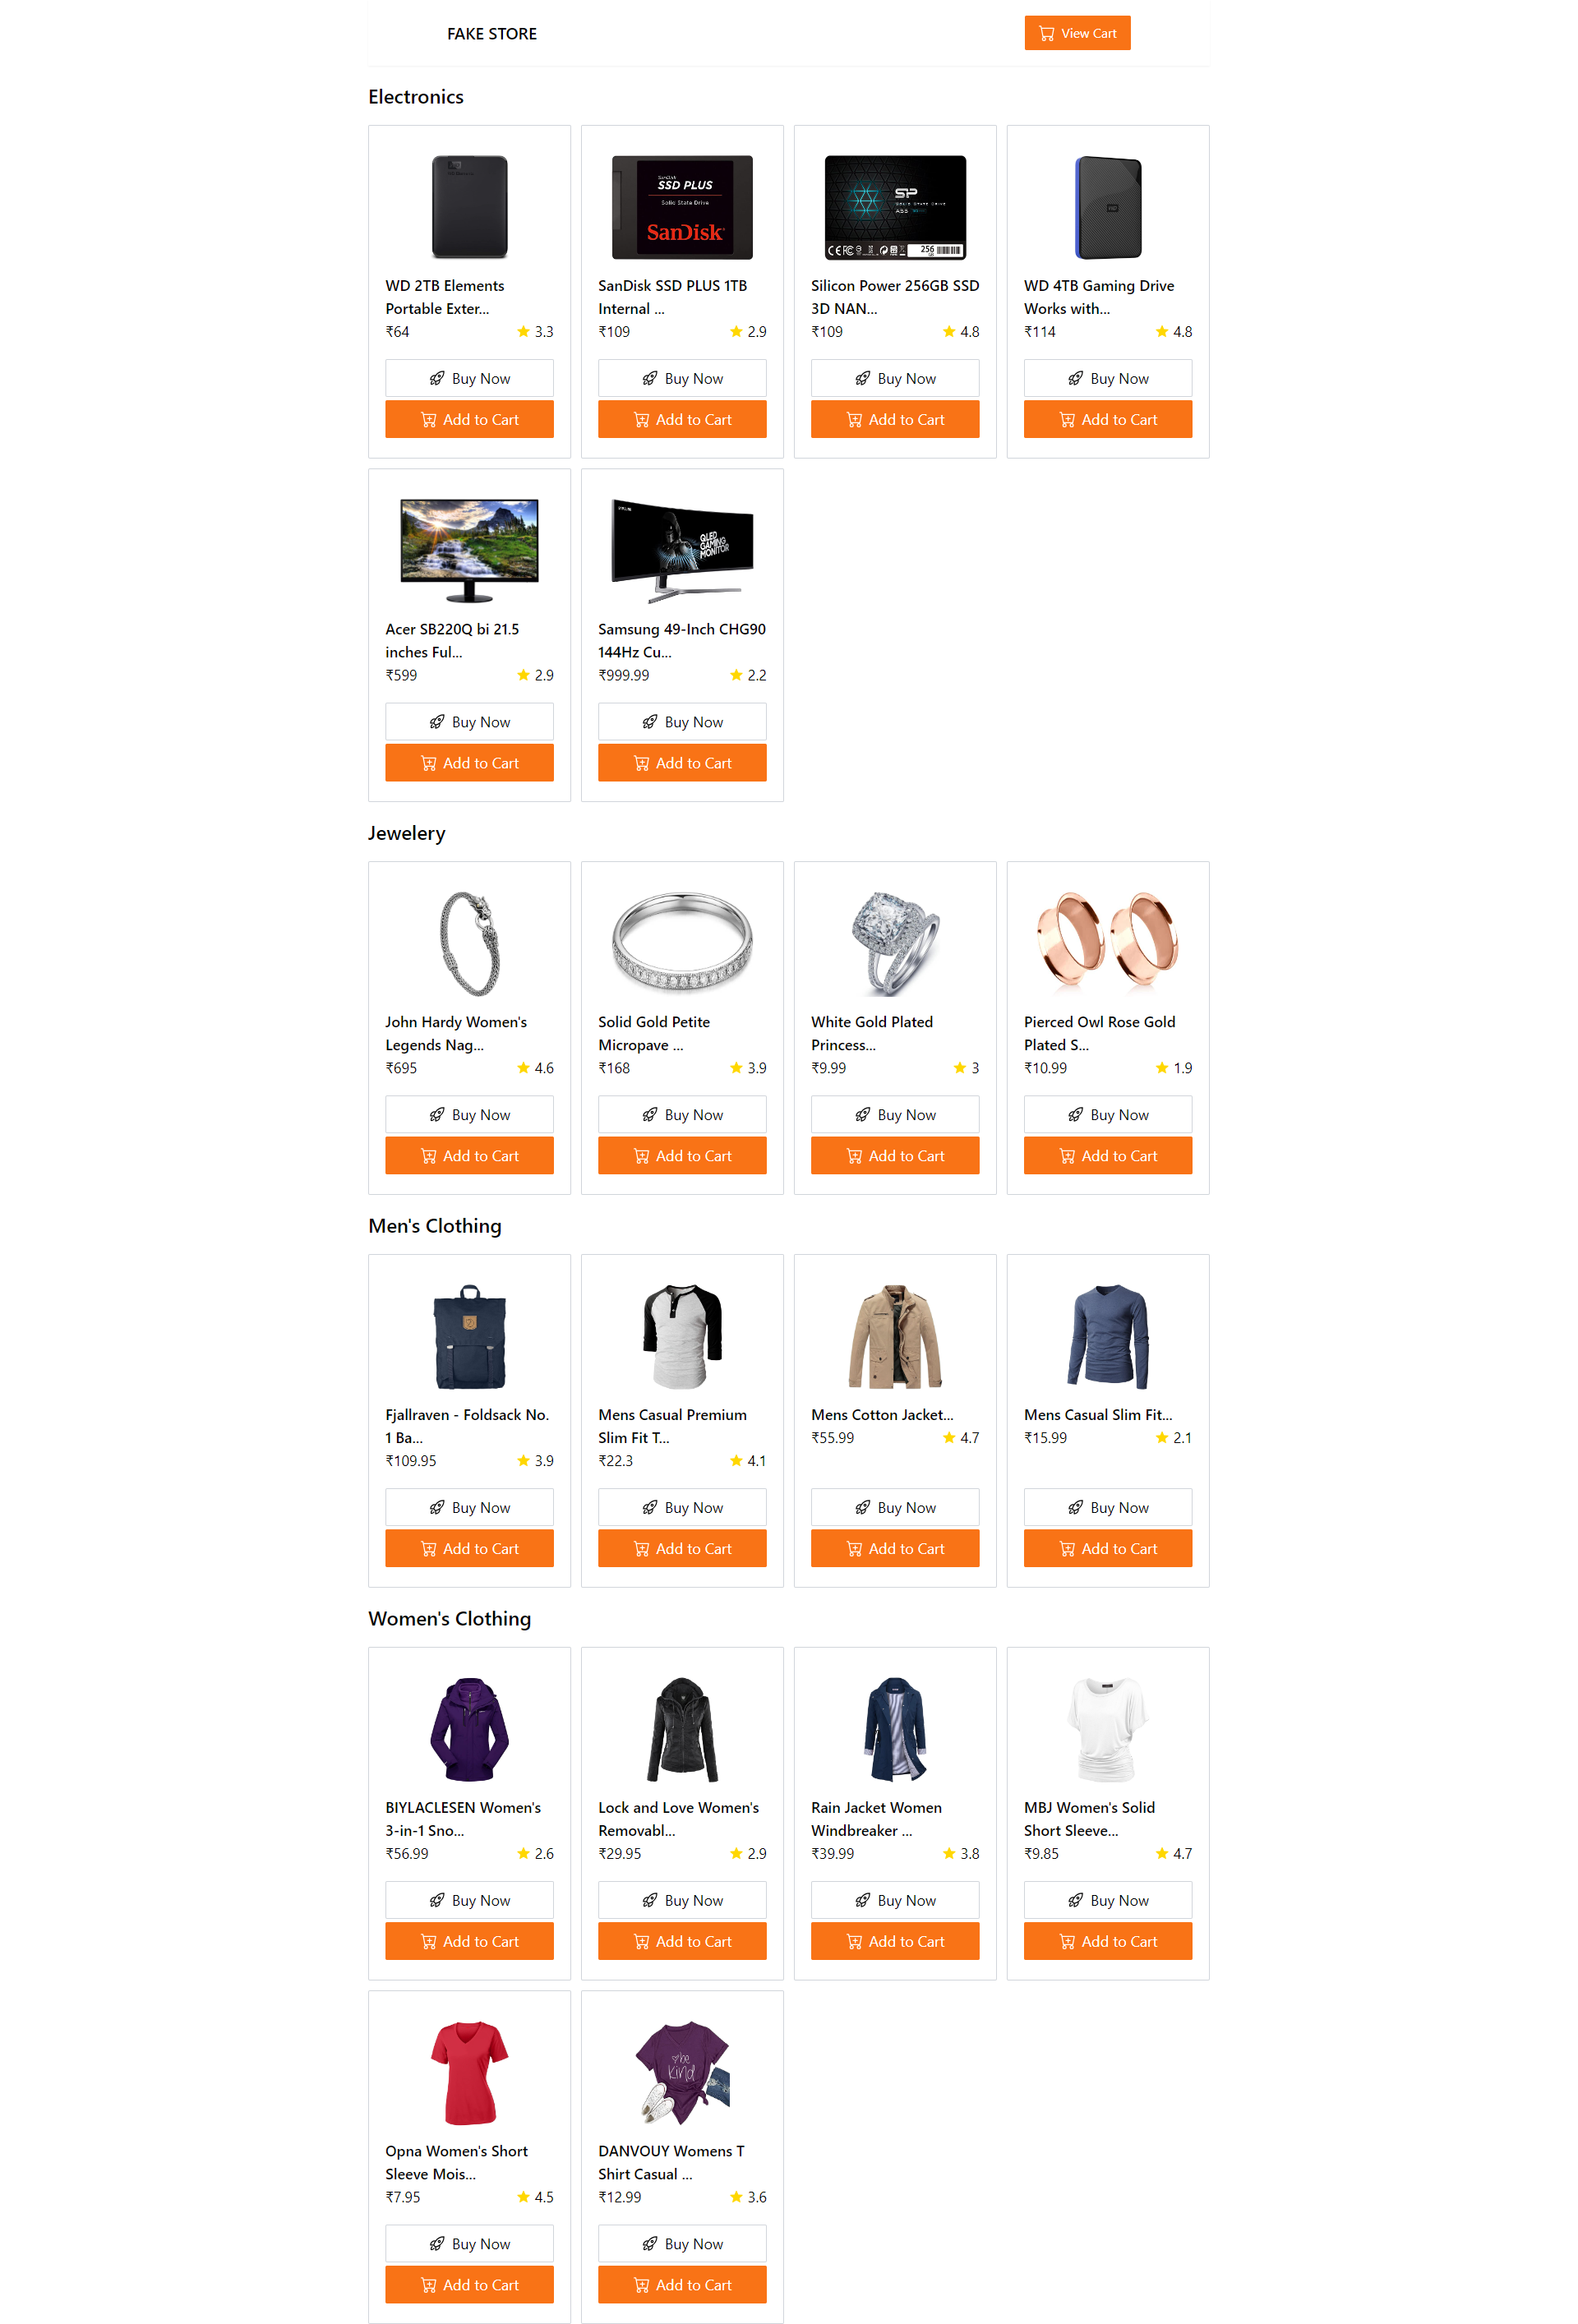 FAKE STORE
View Cart
Electronics
SanDisk
SSD PLUS
Solid State Drive
SanDisk
SP
Solid State Drive
A55
256
WD 2TB Elements
Portable Exter...
₹64
3.3
Buy Now
Add to Cart
SanDisk SSD PLUS 1TB
Internal ...
₹109
2.9
Buy Now
Add to Cart
Silicon Power 256GB SSD
3D NAN...
₹109
4.8
Buy Now
Add to Cart
WD 4TB Gaming Drive
Works with...
₹114
4.8
Buy Now
Add to Cart
QLED
GAMING
MONITOR
Acer SB220Q bi 21.5
inches Ful...
₹599
2.9
Buy Now
Add to Cart
Samsung 49-Inch CHG90
144Hz Cu...
₹999.99
2.2
Buy Now
Add to Cart
Jewelery
John Hardy Women's
Legends Nag...
₹695
4.6
Buy Now
Add to Cart
Solid Gold Petite
Micropave ...
₹168
3.9
Buy Now
Add to Cart
White Gold Plated
Princess...
₹9.99
3
Buy Now
Add to Cart
Pierced Owl Rose Gold
Plated S...
₹10.99
1.9
Buy Now
Add to Cart
Men's Clothing
Fjallraven - Foldsack No.
1 Ba...
₹109.95
3.9
Buy Now
Add to Cart
Mens Casual Premium
Slim Fit T...
₹22.3
4.1
Buy Now
Add to Cart
Mens Cotton Jacket...
₹55.99
4.7
Buy Now
Add to Cart
Mens Casual Slim Fit...
₹15.99
2.1
Buy Now
Add to Cart
Women's Clothing
BIYLACLESEN Women's
3-in-1 Sno...
₹56.99
2.6
Buy Now
Add to Cart
Lock and Love Women's
Removabl...
₹29.95
2.9
Buy Now
Add to Cart
Rain Jacket Women
Windbreaker ...
₹39.99
3.8
Buy Now
Add to Cart
MBJ Women's Solid
Short Sleeve...
₹9.85
4.7
Buy Now
Add to Cart
be
kind
Opna Women's Short
Sleeve Mois...
₹7.95
4.5
Buy Now
Add to Cart
DANVOUY Womens T
Shirt Casual ...
₹12.99
3.6
Buy Now
Add to Cart